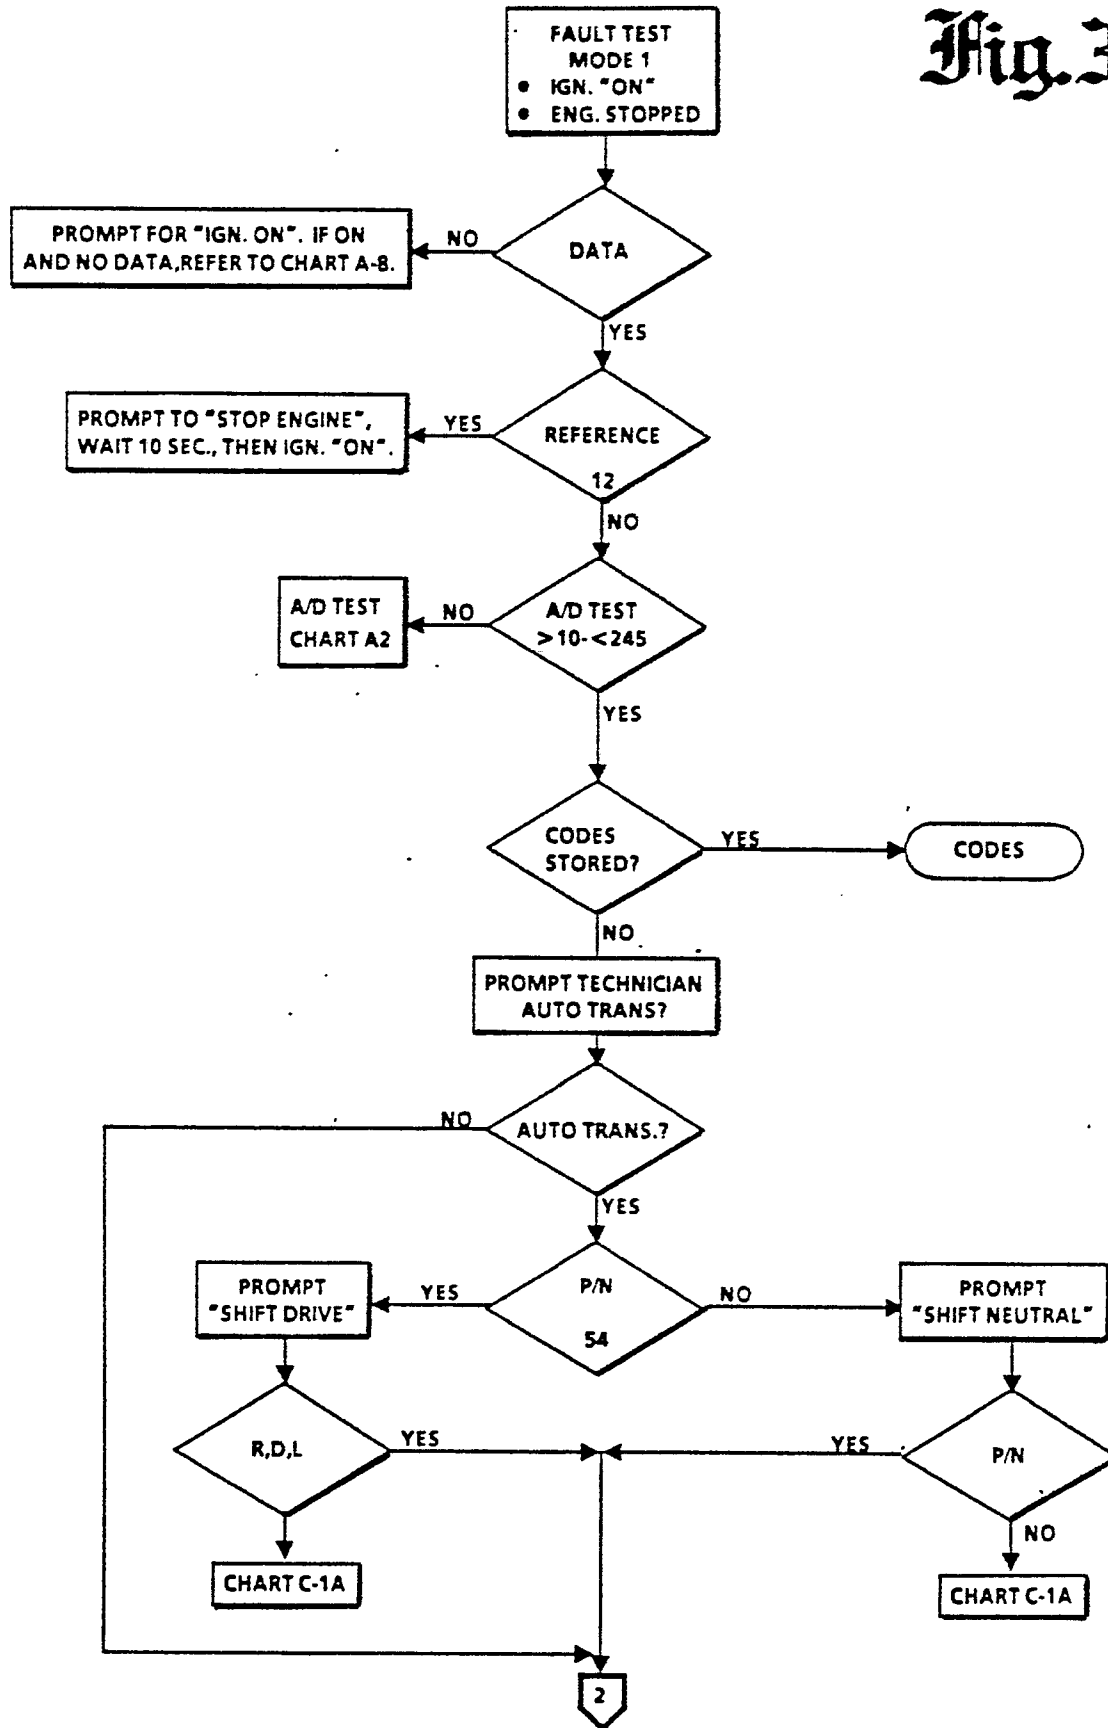 Fig. 3
FAULT TEST
MODE 1
• IGN. "ON"
• ENG. STOPPED
DATA
NO
PROMPT FOR "IGN. ON". IF ON
AND NO DATA, REFER TO CHART A-8.
YES
REFERENCE
12
YES
PROMPT TO "STOP ENGINE",
WAIT 10 SEC., THEN IGN. "ON".
NO
A/D TEST
>10-<245
NO
A/D TEST
CHART A2
YES
CODES
STORED?
YES
CODES
NO
PROMPT TECHNICIAN
AUTO TRANS?
AUTO TRANS.?
NO
YES
P/N
54
YES
PROMPT
"SHIFT DRIVE"
NO
PROMPT
"SHIFT NEUTRAL"
R,D,L
YES
YES
P/N
CHART C-1A
NO
CHART C-1A
2